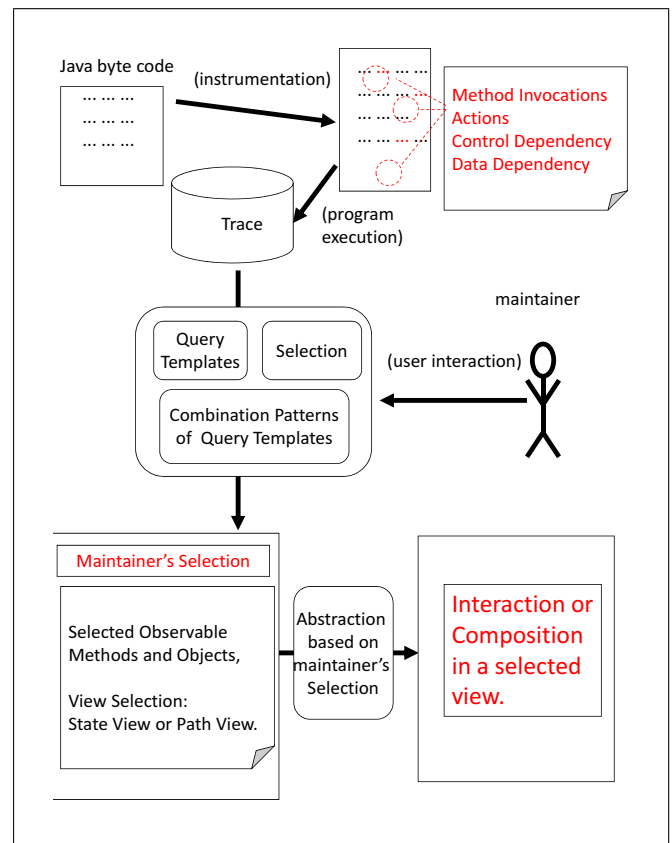 Java byte code
... ... ...
... ... ...
... ... ...
(instrumentation)
... ... ... ...
... ... ... ...
... ... ...
... ... ... ...
Method Invocations
Actions
Control Dependency
Data Dependency
Trace
(program
execution)
maintainer
Query
Templates
Selection
(user interaction)
Combination Patterns
of Query Templates
Maintainer's Selection
Selected Observable
Methods and Objects,
View Selection:
State View or Path View.
Abstraction
based on
maintainer's
Selection
Interaction or
Composition
in a selected
view.